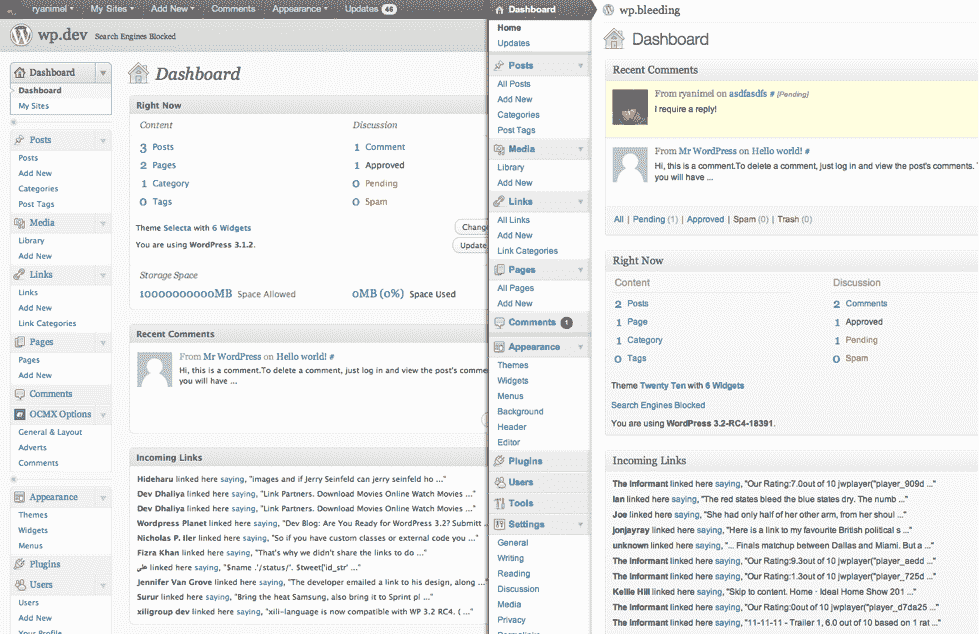 ryanimel
My Sites
Add New
Comments
Appearance
Updates 46
wp.dev Search Engines Blocked
Dashboard
Dashboard
My Sites
Posts
Posts
Add New
Categories
Post Tags
Media
Library
Add New
Links
Links
Add New
Link Categories
Pages
Pages
Add New
Comments
OCMX Options
General & Layout
Adverts
Comments
Appearance
Themes
Widgets
Menus
Plugins
Users
Users
Add New
Your Profile
Dashboard
Right Now
Content
3 Posts
2 Pages
1 Category
0 Tags
Discussion
1 Comment
1 Approved
0 Pending
0 Spam
Theme Selecta with 6 Widgets
Chang
You are using WordPress 3.1.2.
Update
Storage Space
10000000000MB Space Allowed
0MB (0%) Space Used
Recent Comments
From Mr WordPress on Hello world! #
Hi, this is a comment.To delete a comment, just log in and view the post's comme
you will have ...
Incoming Links
Hideharu linked here saying, "images and if Jerry Seinfeld can jerry seinfeld ho ..."
Dev Dhaliya linked here saying, "Link Partners. Download Movies Online Watch Movies ..."
Dev Dhaliya linked here saying, "Link Partners. Download Movies Online Watch Movies ..."
Wordpress Planet linked here saying, "Dev Blog: Are You Ready for WordPress 3.2? Submitt ...
Nicholas P. Iler linked here saying, "So if you have custom classes or external code you ..."
Fizra Khan linked here saying, "That's why we didn't share the links to do ..."
علي linked here saying, "$name .'/status/'. $tweet['id_str' ..."
Jennifer Van Grove linked here saying, "The developer emailed a link to his design, along ...
Surur linked here saying, "Bring the heat Samsung, also bring it to Sprint pl ..."
xiligroup dev linked here saying, "xili-language is now compatible with WP 3.2 RC4. ( ..."
Dashboard
Home
Updates
Posts
All Posts
Add New
Categories
Post Tags
Media
Library
Add New
Links
All Links
Add New
Link Categories
Pages
All Pages
Add New
Comments 1
Appearance
Themes
Widgets
Menus
Background
Header
Editor
Plugins
Users
Tools
Settings
General
Writing
Reading
Discussion
Media
Privacy
Permalinks
wp.bleeding
Dashboard
Recent Comments
From ryanimel on asdfasdfs # [Pending]
I require a reply!
From Mr WordPress on Hello world! #
Hi, this is a comment.To delete a comment, just log in and view the post's comments. T
you will have ...
All | Pending (1) | Approved | Spam (0) | Trash (0)
Right Now
Content
2 Posts
1 Page
1 Category
0 Tags
Discussion
2 Comments
1 Approved
1 Pending
0 Spam
Theme Twenty Ten with 6 Widgets
Search Engines Blocked
You are using WordPress 3.2-RC4-18391.
Incoming Links
The Informant linked here saying, "Our Rating:7.0out of 10 jwplayer("player_909d ..."
Ian linked here saying, "The red states bleed the blue states dry. The numb ..."
Joe linked here saying, "She had only half of her other arm, from her shoul ..."
jonjayray linked here saying, "Here is a link to my favourite British political s ..."
unknown linked here saying, "... Finals matchup between Dallas and Miami. But a ..."
The Informant linked here saying, "Our Rating:9.3out of 10 jwplayer("player_aedd ..."
The Informant linked here saying, "Our Rating:1.3out of 10 jwplayer("player_725d ..."
Kellie Hill linked here saying, "Skip to content. Home · Ideal Home Show 201 ..."
The Informant linked here saying, "Our Rating:0out of 10 jwplayer("player_d7da25 ..."
The Informant linked here saying, "11-11-11 - Trailer 1, 6.0 out of 10 based on 1 rat ..."